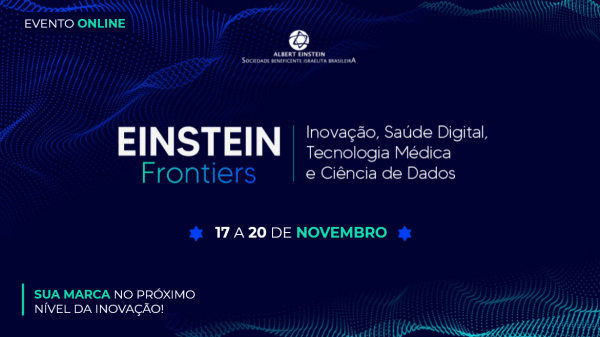 EVENTO ONLINE
ALBERT EINSTEIN
SOCIEDADE BENEFICENTE ISRAELITA BRASILEIRA
EINSTEIN
Frontiers
Inovação, Saúde Digital,
Tecnologia Médica
e Ciência de Dados
17 A 20 DE NOVEMBRO
SUA MARCA NO PRÓXIMO
NÍVEL DA INOVAÇÃO!